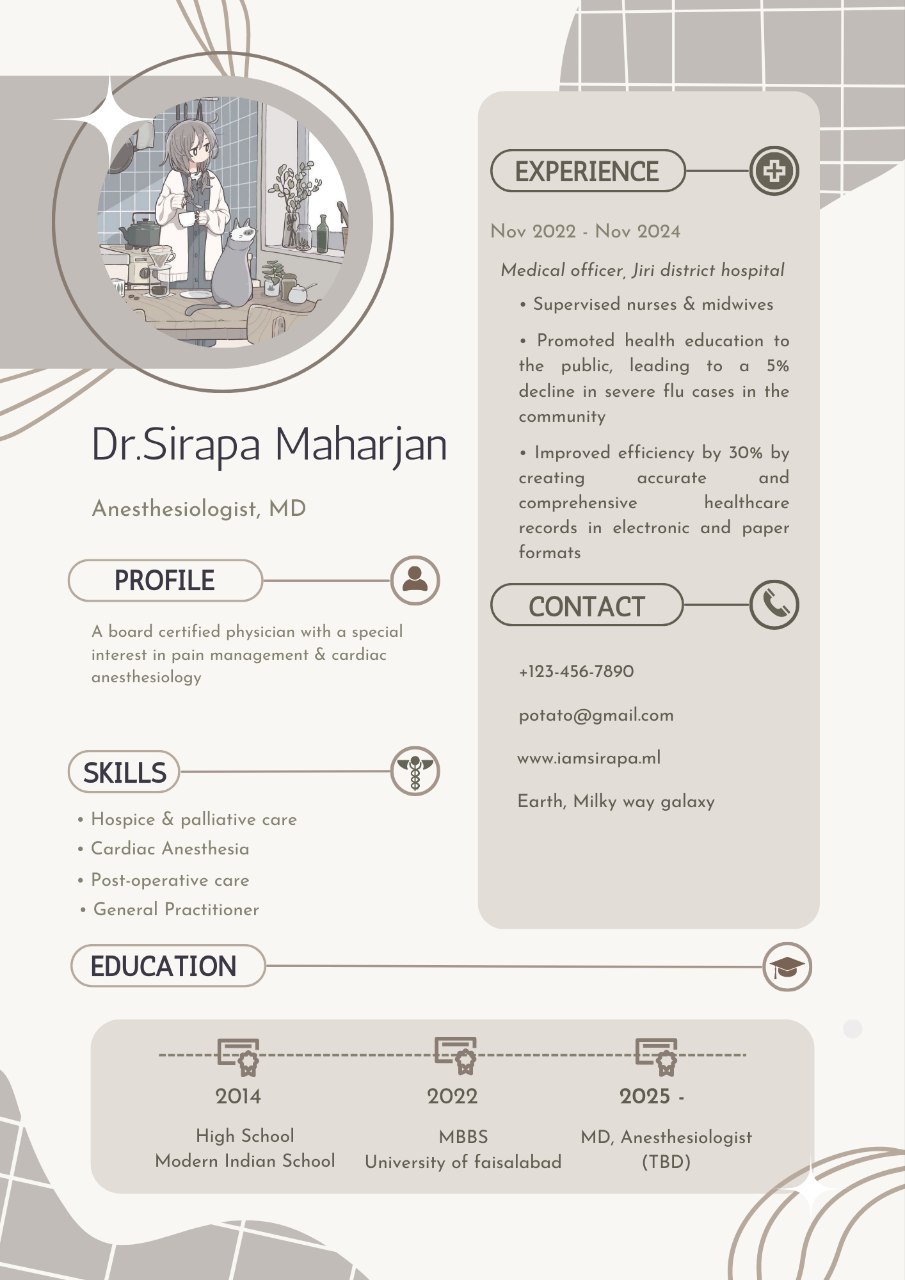 Dr.Sirapa Maharjan
Anesthesiologist, MD
PROFILE
A board certified physician with a special
interest in pain management & cardiac
anesthesiology
SKILLS
• Hospice & palliative care
• Cardiac Anesthesia
• Post-operative care
• General Practitioner
EXPERIENCE
Nov 2022 - Nov 2024
Medical officer, Jiri district hospital
• Supervised nurses & midwives
• Promoted health education to
the public, leading to a 5%
decline in severe flu cases in the
community
• Improved efficiency by 30% by
creating accurate and
comprehensive healthcare
records in electronic and paper
formats
CONTACT
+123-456-7890
potato@gmail.com
www.iamsirapa.ml
Earth, Milky way galaxy
EDUCATION
2014
High School
Modern Indian School
2022
MBBS
University of faisalabad
2025 -
MD, Anesthesiologist
(TBD)